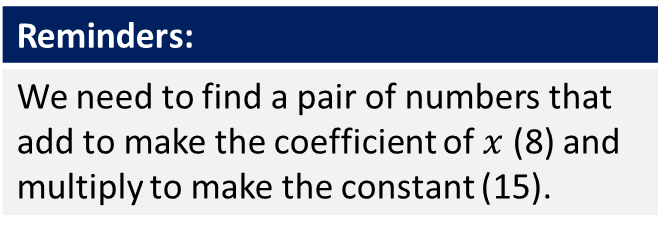 Reminders:
We need to find a pair of numbers that
add to make the coefficient of x (8) and
multiply to make the constant (15).